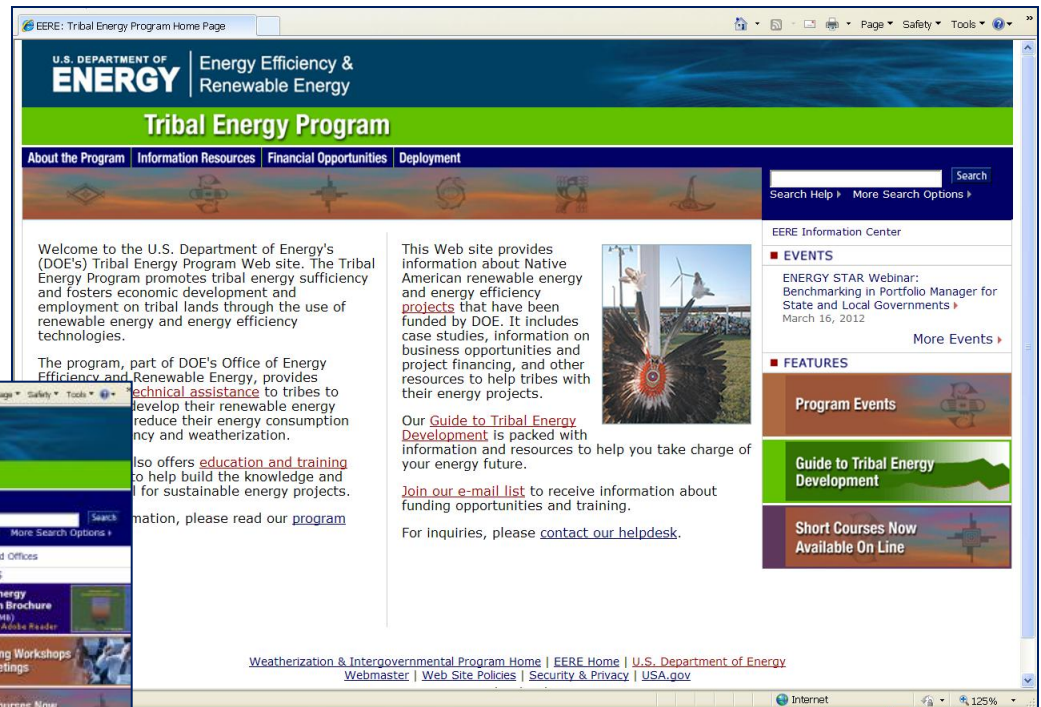 EERE: Tribal Energy Program Home Page
Page Safety Tools
U.S. DEPARTMENT OF
ENERGY
Energy Efficiency &
Renewable Energy
Tribal Energy Program
About the Program Information Resources Financial Opportunities Deployment
Search
Search Help More Search Options
Welcome to the U.S. Department of Energy's
(DOE's) Tribal Energy Program Web site. The Tribal
Energy Program promotes tribal energy sufficiency
and fosters economic development and
employment on tribal lands through the use of
renewable energy and energy efficiency
technologies.
The program, part of DOE's Office of Energy
Efficiency and Renewable Energy, provides
technical assistance to tribes to
develop their renewable energy
reduce their energy consumption
ncy and weatherization.
lso offers education and training
to help build the knowledge and
l for sustainable energy projects.
mation, please read our program
This Web site provides
information about Native
American renewable energy
and energy efficiency
projects that have been
funded by DOE. It includes
case studies, information on
business opportunities and
project financing, and other
resources to help tribes with
their energy projects.
Our Guide to Tribal Energy
Development is packed with
information and resources to help you take charge of
your energy future.
Join our e-mail list to receive information about
funding opportunities and training.
For inquiries, please contact our helpdesk.
EERE Information Center
EVENTS
ENERGY STAR Webinar:
Benchmarking in Portfolio Manager for
State and Local Governments
March 16, 2012
More Events
FEATURES
Program Events
Guide to Tribal Energy
Development
Short Courses Now
Available On Line
Weatherization & Intergovernmental Program Home | EERE Home | U.S. Department of Energy
Webmaster | Web Site Policies | Security & Privacy | USA.gov
Internet 125%
age Safety Tools
Search
More Search Options
d Offices
nergy
n Brochure
MB)
Adobe Reader
ng Workshops
etings
ourses Now